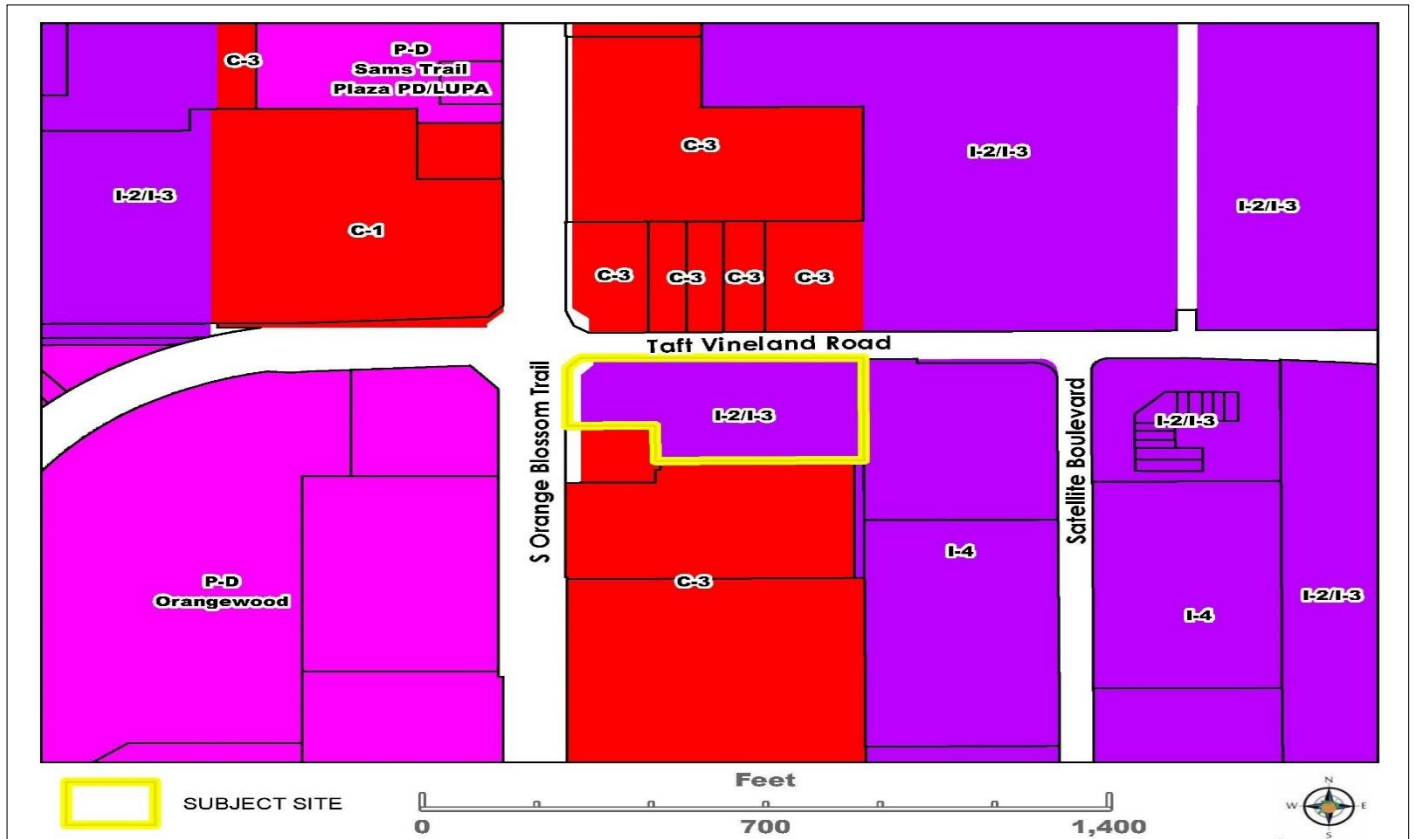 C-3
P-D
Sams Trail
Plaza PD/LUPA
C-3
I-2/I-3
I-2/I-3
I-2/I-3
C-1
C-3
C-3
C-3
C-3
Taft Vineland Road
S Orange Blossom Trail
I-2/I-3
I-2/I-3
Satellite Boulevard
I-4
P-D
Orangewood
C-3
I-2/I-3
I-4
Feet
SUBJECT SITE
0
700
1,400
N
W
E
S